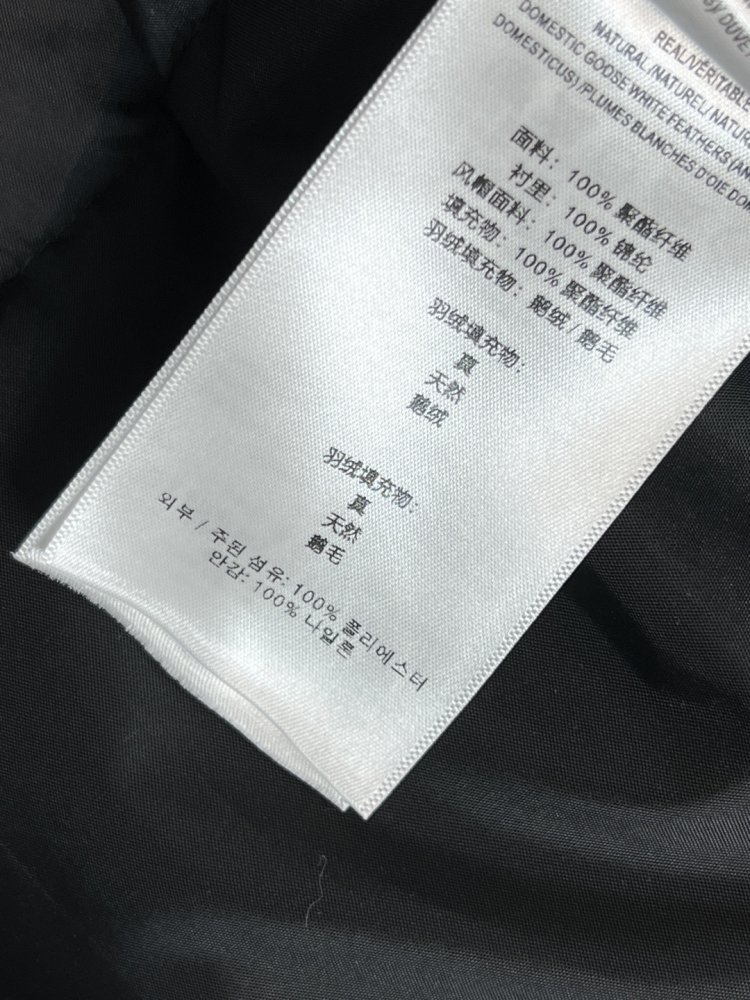 DUVE
REAL/VÉRITABLE
NATURAL/NATUREL/
DOMESTIC GOOSE WHITE FEATHERS
DOMESTICUS) /PLUMES BLANCHES D'OIE
面料：100% 聚酯纤维
衬里：100% 锦纶
风帽面料：100% 聚酯纤维
填充物：100% 聚酯纤维
羽绒填充物：鹅绒 / 鹅毛
羽绒填充物：
真
天然
鹅绒
羽绒填充物：
真
天然
鹅毛
외부 / 주된 섬유: 100% 폴리에스터
안감: 100% 나일론